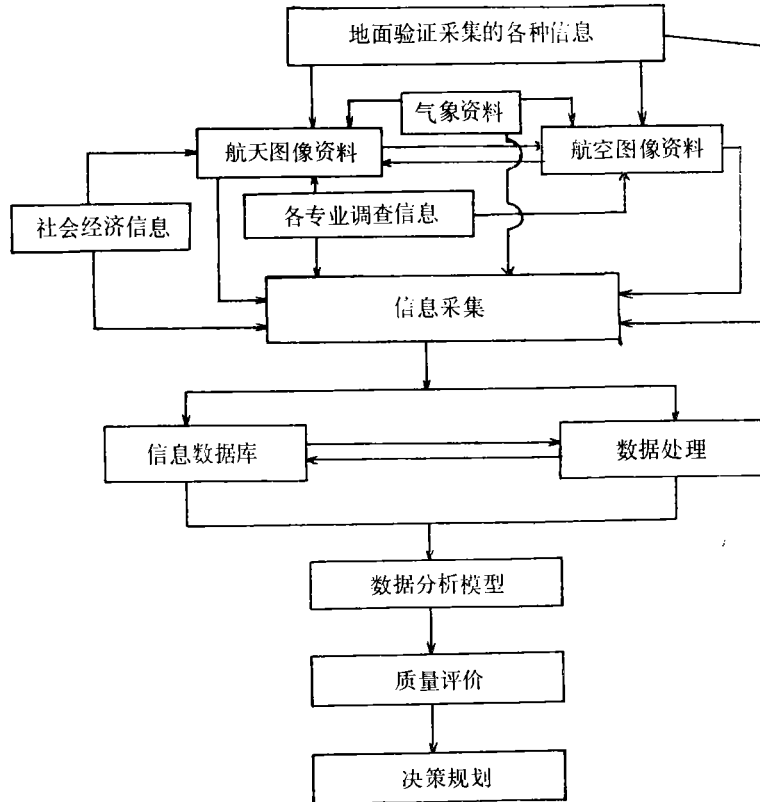 地面验证采集的各种信息
气象资料
航天图像资料
航空图像资料
各专业调查信息
社会经济信息
信息采集
信息数据库
数据处理
数据分析模型
质量评价
决策规划